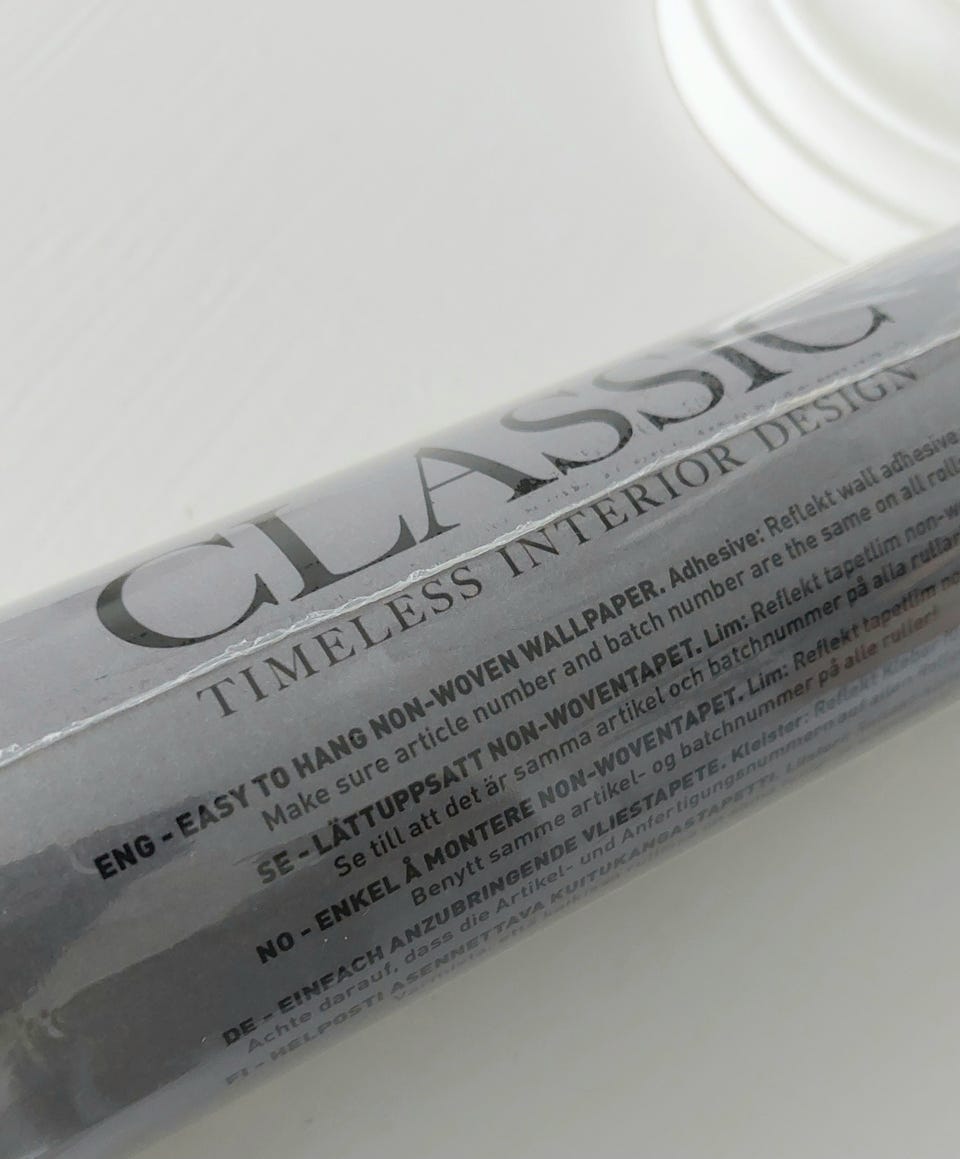 CLASSIC
TIMELESS INTERIOR DESIGN
ENG - EASY TO HANG NON-WOVEN WALLPAPER. Adhesive: Reflekt wall adhesive
Make sure article number and batch number are the same on all rolls
SE - LÄTTUPPSATT NON-WOVENTAPET. Lim: Reflekt tapetlim non-w
Se till att det är samma artikel och batchnummer på alla rullar
NO - ENKEL Å MONTERE NON-WOVENTAPET. Lim: Reflekt tapetlim no
Benytt samme artikel- og batchnummer på alle ruller!
DE - EINFACH ANZUBRINGENDE VLIESTAPETE. Kleister: Reflekt Kleber
Achte darauf, dass die Artikel- und Anfertigungsnummern auf allen
FI - HELPOSTI ASENNETTAVA KUITUKANGASTAPETTI.